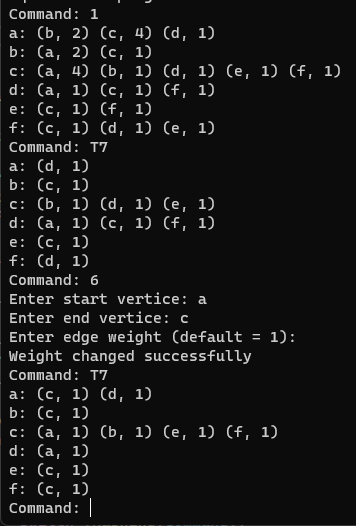 Command: 1
a: (b, 2) (c, 4) (d, 1)
b: (a, 2) (c, 1)
c: (a, 4) (b, 1) (d, 1) (e, 1) (f, 1)
d: (a, 1) (c, 1) (f, 1)
e: (c, 1) (f, 1)
f: (c, 1) (d, 1) (e, 1)
Command: T7
a: (d, 1)
b: (c, 1)
c: (b, 1) (d, 1) (e, 1)
d: (a, 1) (c, 1) (f, 1)
e: (c, 1)
f: (d, 1)
Command: 6
Enter start vertice: a
Enter end vertice: c
Enter edge weight (default = 1):
Weight changed successfully
Command: T7
a: (c, 1) (d, 1)
b: (c, 1)
c: (a, 1) (b, 1) (e, 1) (f, 1)
d: (a, 1)
e: (c, 1)
f: (c, 1)
Command: